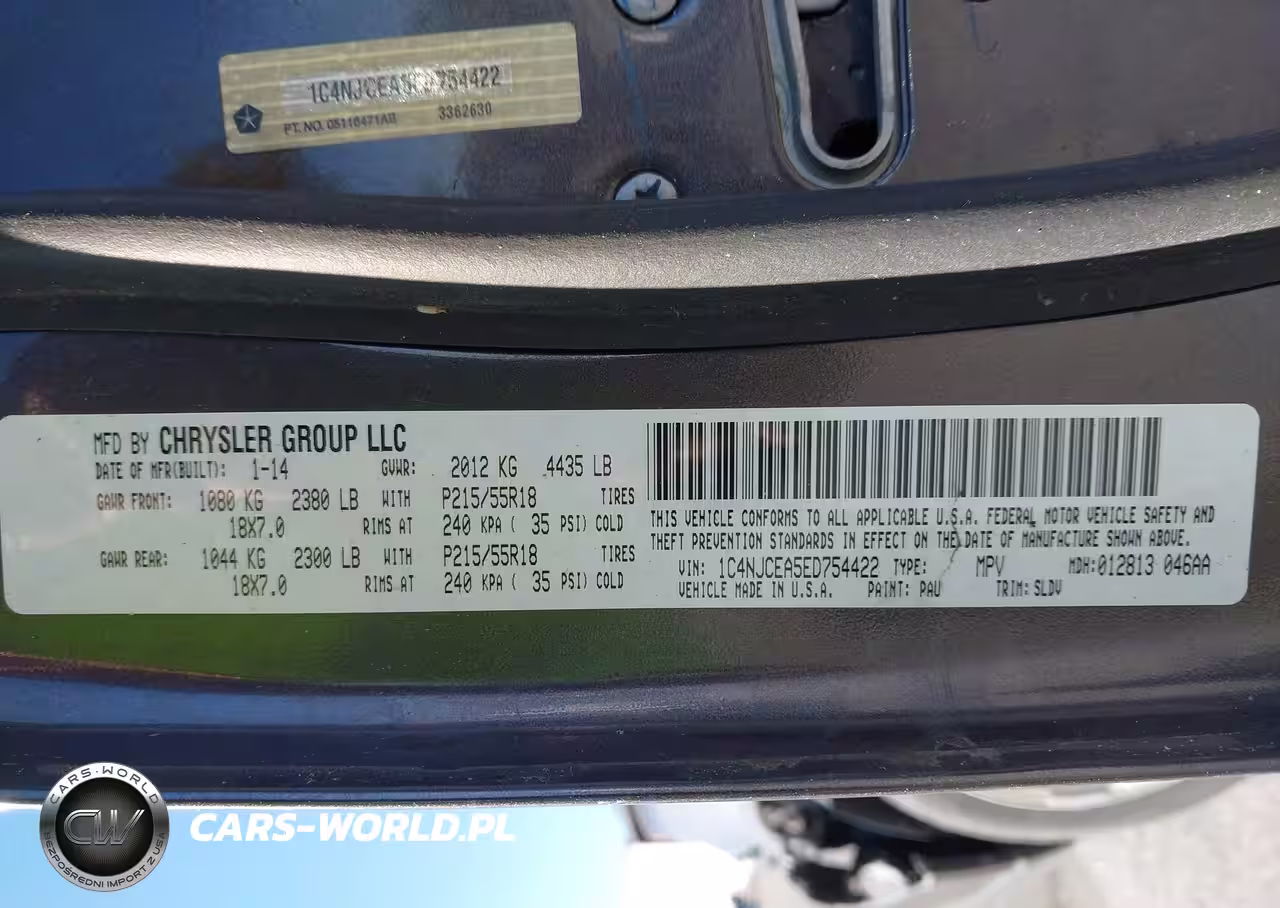 1C4NJCEA5ED754422
PT. NO. 05116471AB 3362630
MFD BY CHRYSLER GROUP LLC
DATE OF MFR(BUILT): 1-14 GVWR: 2012 KG 4435 LB
GAWR FRONT: 1080 KG 2380 LB WITH P215/55R18 TIRES
18X7.0 RIMS AT 240 KPA ( 35 PSI) COLD
GAWR REAR: 1044 KG 2300 LB WITH P215/55R18 TIRES
18X7.0 RIMS AT 240 KPA ( 35 PSI) COLD
THIS VEHICLE CONFORMS TO ALL APPLICABLE U.S.A. FEDERAL MOTOR VEHICLE SAFETY AND
THEFT PREVENTION STANDARDS IN EFFECT ON THE DATE OF MANUFACTURE SHOWN ABOVE.
VIN: 1C4NJCEA5ED754422 TYPE: MPV MDH:012813 046AA
VEHICLE MADE IN U.S.A. PAINT: PAU TRIM: SLDV
CARS-WORLD
CW
BEZPOŚREDNI IMPORT Z USA
CARS-WORLD.PL